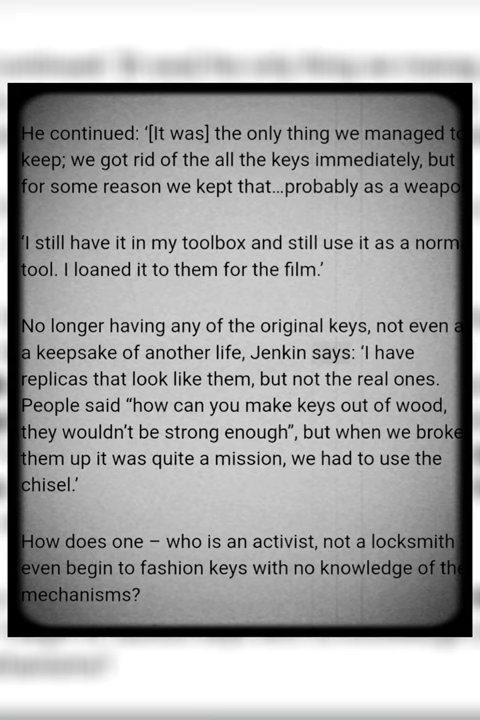 He continued: ‘[It was] the only thing we managed to
keep; we got rid of the all the keys immediately, but
for some reason we kept that…probably as a weapo
‘I still have it in my toolbox and still use it as a norm
tool. I loaned it to them for the film.’
No longer having any of the original keys, not even a
a keepsake of another life, Jenkin says: ‘I have
replicas that look like them, but not the real ones.
People said “how can you make keys out of wood,
they wouldn’t be strong enough”, but when we broke
them up it was quite a mission, we had to use the
chisel.’
How does one – who is an activist, not a locksmith
even begin to fashion keys with no knowledge of the
mechanisms?